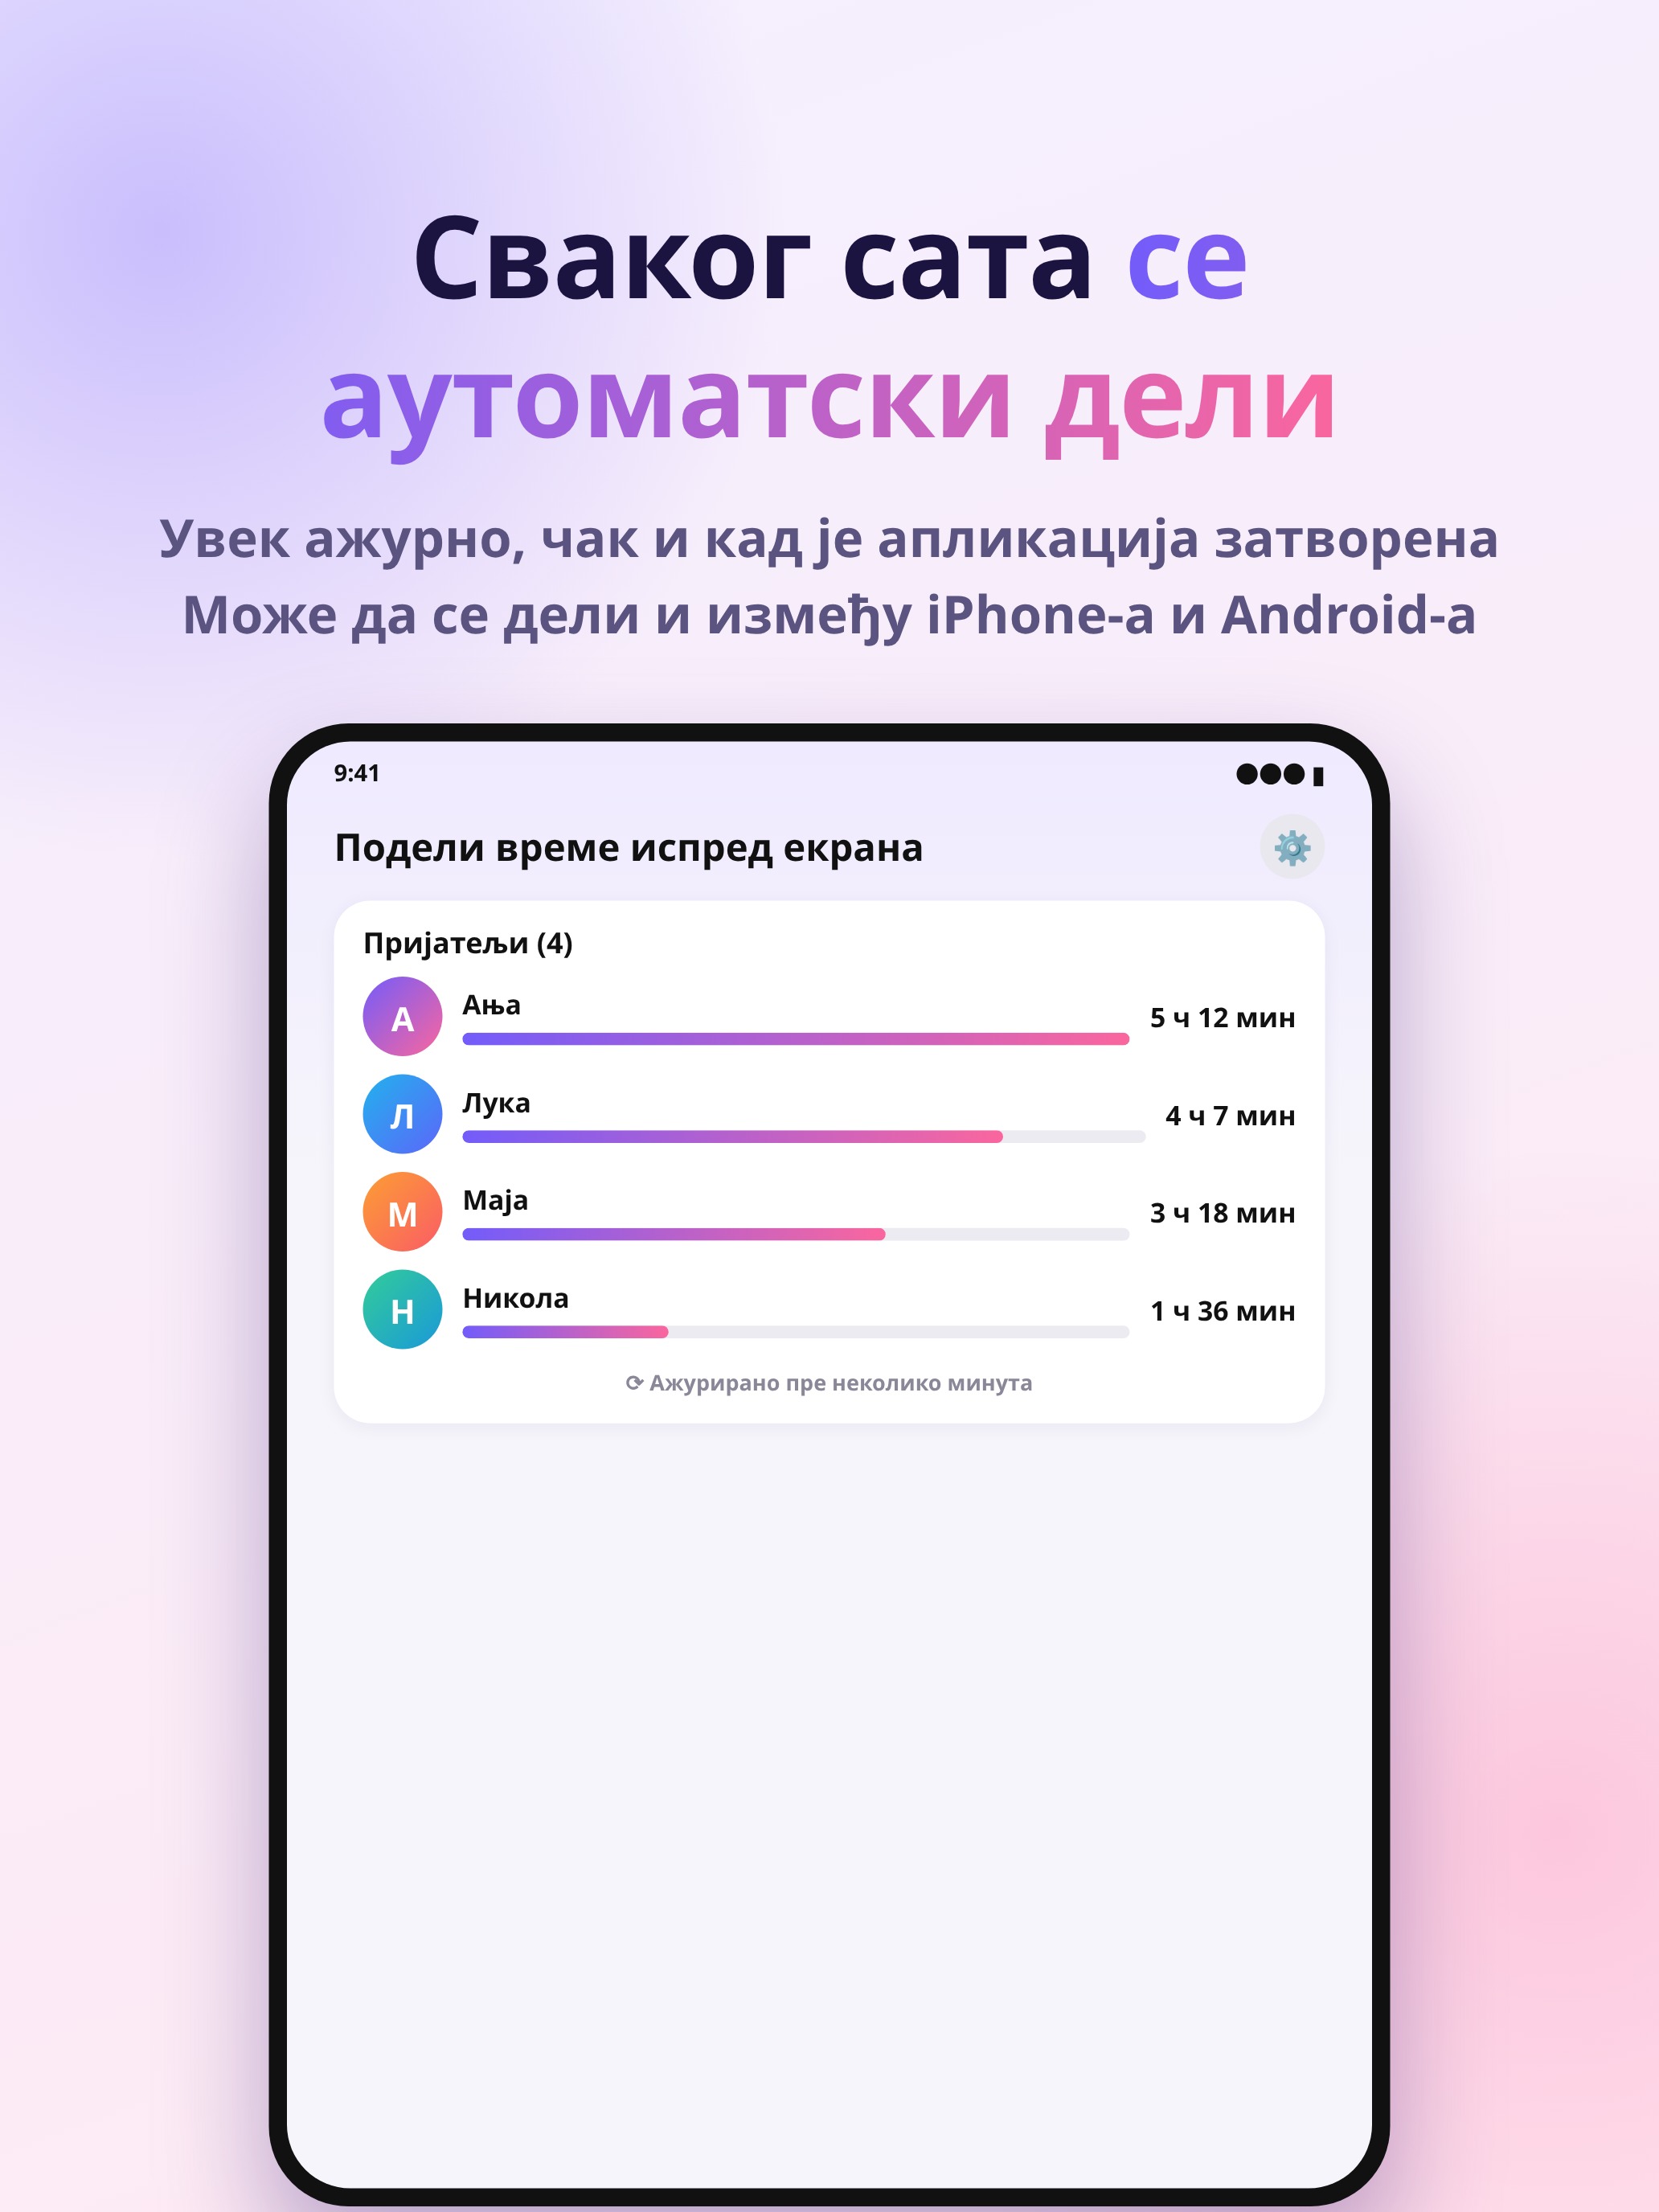 Сваког сата се
аутоматски дели
Увек ажурно, чак и кад је апликација затворена
Може да се дели и између iPhone-а и Android-а
9:41
Подели време испред екрана
Пријатељи (4)
А
Ања
5 ч 12 мин
Л
Лука
4 ч 7 мин
М
Маја
3 ч 18 мин
Н
Никола
1 ч 36 мин
⟳ Ажурирано пре неколико минута